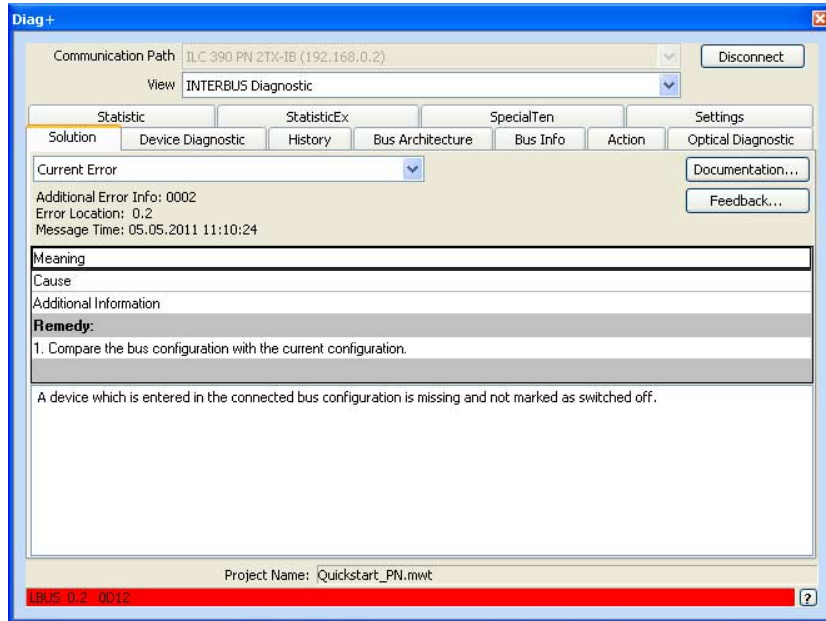 Diag+
Communication Path ILC 390 PN 2TX-IB (192.168.0.2) Disconnect
View INTERBUS Diagnostic
Statistic StatisticEx SpecialTen Settings
Solution Device Diagnostic History Bus Architecture Bus Info Action Optical Diagnostic
Current Error Documentation...
Additional Error Info: 0002 Feedback...
Error Location: 0.2
Message Time: 05.05.2011 11:10:24
Meaning
Cause
Additional Information
Remedy:
1. Compare the bus configuration with the current configuration.
A device which is entered in the connected bus configuration is missing and not marked as switched off.
Project Name: Quickstart_PN.mwt
LBUS 0.2 0D12 ?